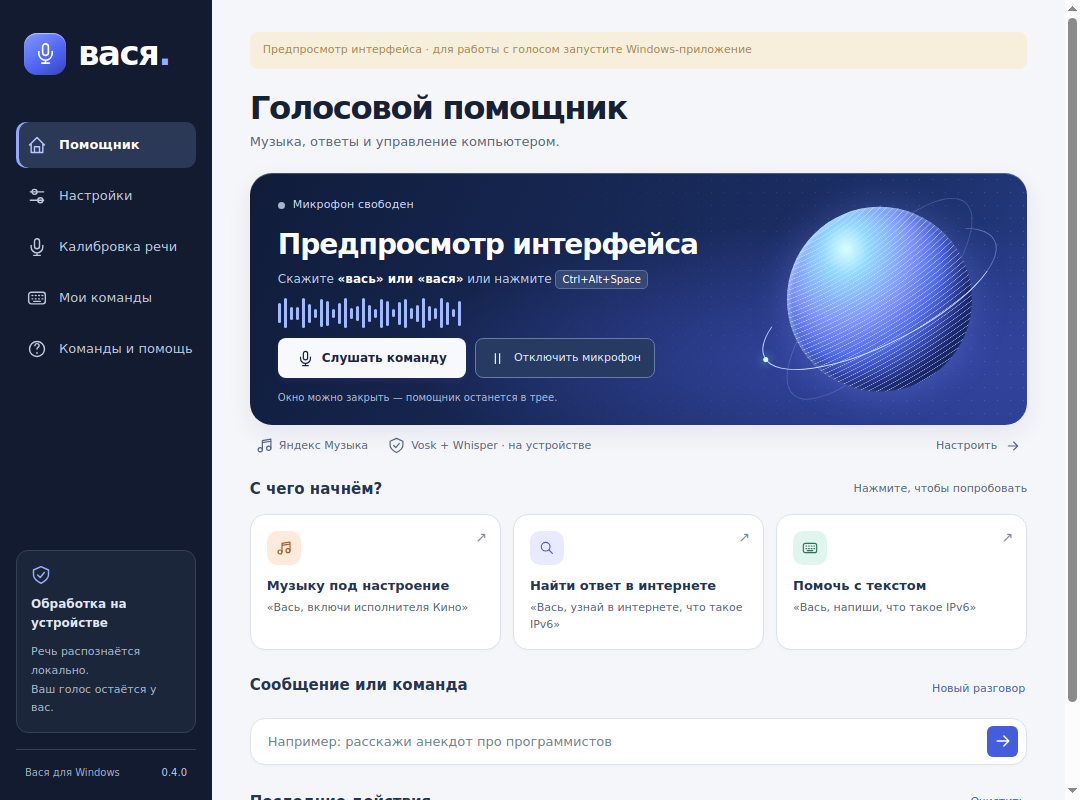 вася.
Помощник
Настройки
Калибровка речи
Мои команды
Команды и помощь
Обработка на
устройстве
Речь распознаётся
локально.
Ваш голос остаётся у
вас.
Вася для Windows 0.4.0
Предпросмотр интерфейса · для работы с голосом запустите Windows-приложение
Голосовой помощник
Музыка, ответы и управление компьютером.
Микрофон свободен
Предпросмотр интерфейса
Скажите «вась» или «вася» или нажмите Ctrl+Alt+Space
Слушать команду
Отключить микрофон
Окно можно закрыть — помощник останется в трее.
Яндекс Музыка
Vosk + Whisper · на устройстве
Настроить →
С чего начнём?
Нажмите, чтобы попробовать
↗
Музыку под настроение
«Вась, включи исполнителя Кино»
↗
Найти ответ в интернете
«Вась, узнай в интернете, что такое
IPv6»
↗
Помочь с текстом
«Вась, напиши, что такое IPv6»
Сообщение или команда
Новый разговор
Например: расскажи анекдот про программистов
Последние действия
Очистить